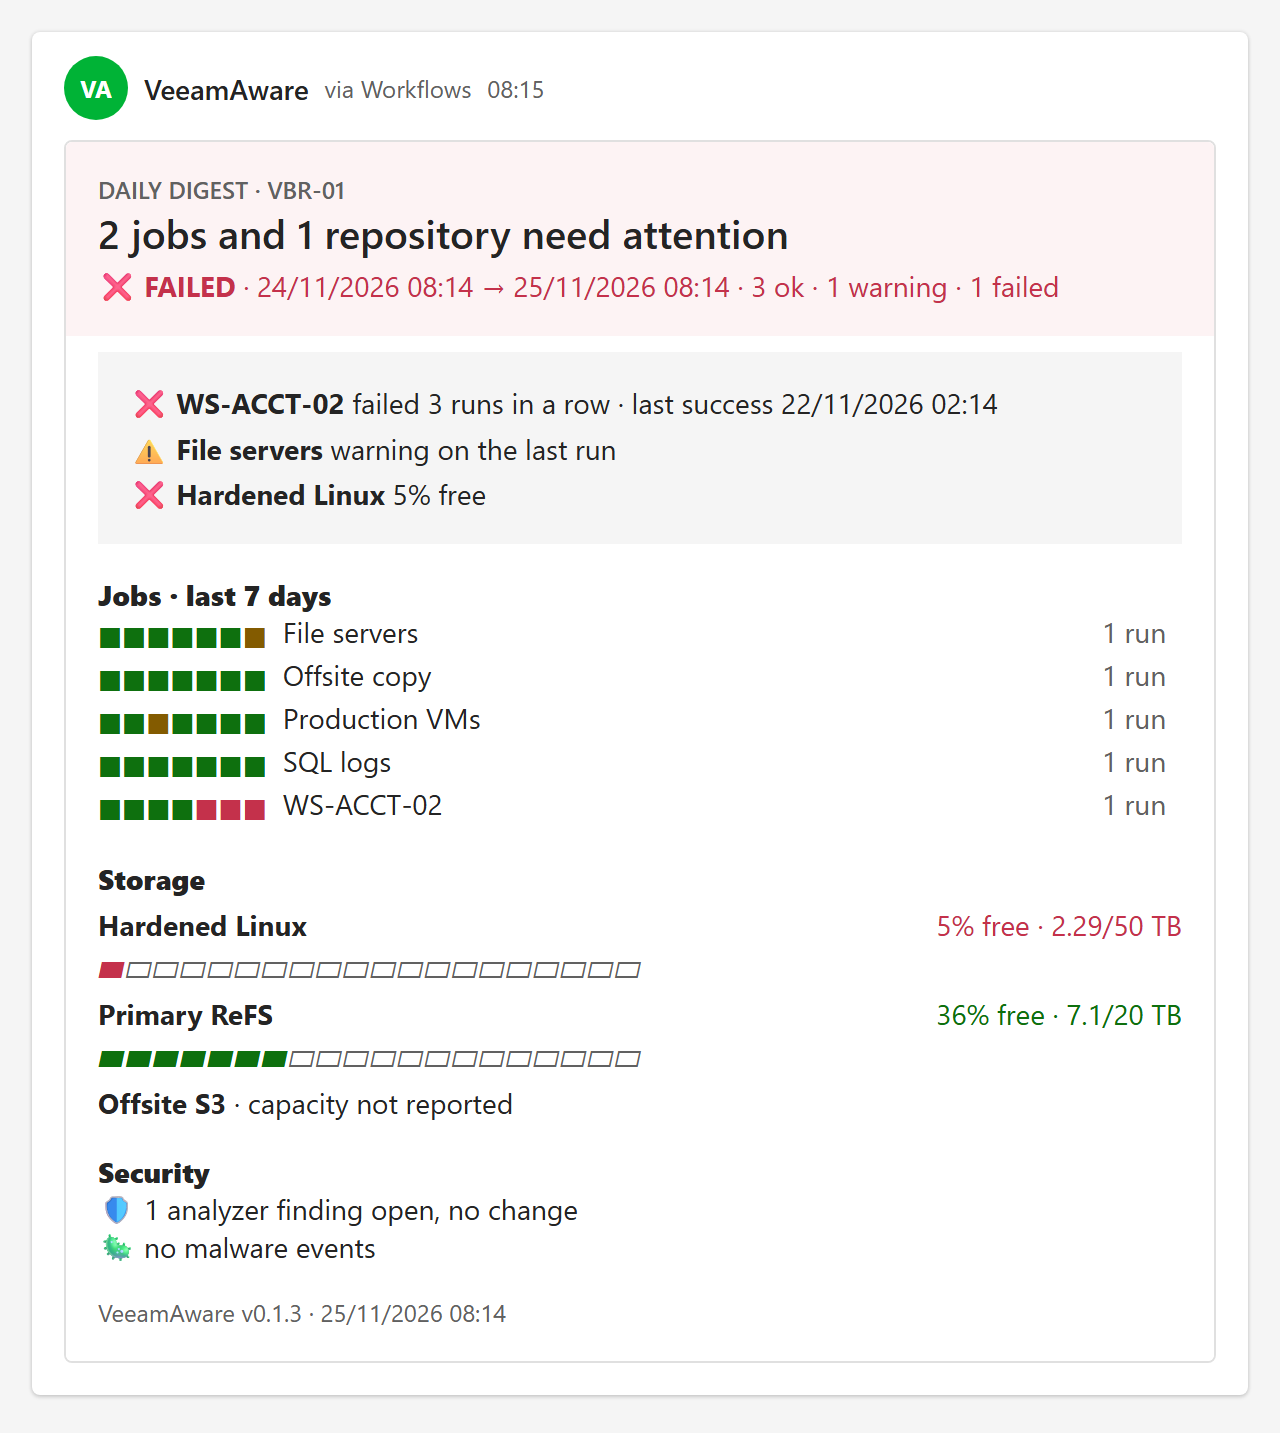 VA VeeamAware via Workflows 08:15
DAILY DIGEST · VBR-01
2 jobs and 1 repository need attention
❌ FAILED · 24/11/2026 08:14 → 25/11/2026 08:14 · 3 ok · 1 warning · 1 failed
❌ WS-ACCT-02 failed 3 runs in a row · last success 22/11/2026 02:14
⚠️ File servers warning on the last run
❌ Hardened Linux 5% free
Jobs · last 7 days
File servers 1 run
Offsite copy 1 run
Production VMs 1 run
SQL logs 1 run
WS-ACCT-02 1 run
Storage
Hardened Linux 5% free · 2.29/50 TB
Primary ReFS 36% free · 7.1/20 TB
Offsite S3 · capacity not reported
Security
1 analyzer finding open, no change
no malware events
VeeamAware v0.1.3 · 25/11/2026 08:14